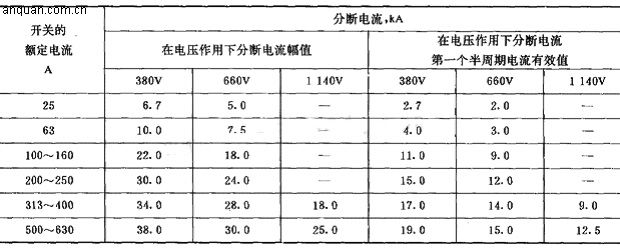 anquan.com.cn
开关的
额定电流
A
分断电流,kA
在电压作用下分断电流幅值
在电压作用下分断电流
第一个半周期电流有效值
380V 660V 1 140V 380V 660V 1 140V
25 6.7 5.0 — 2.7 2.0 —
63 10.0 7.5 — 4.0 3.0 —
100～160 22.0 18.0 — 11.0 9.0 —
200～250 30.0 24.0 — 15.0 12.0 —
313～400 34.0 28.0 18.0 17.0 14.0 9.0
500～630 38.0 30.0 25.0 19.0 15.0 12.5